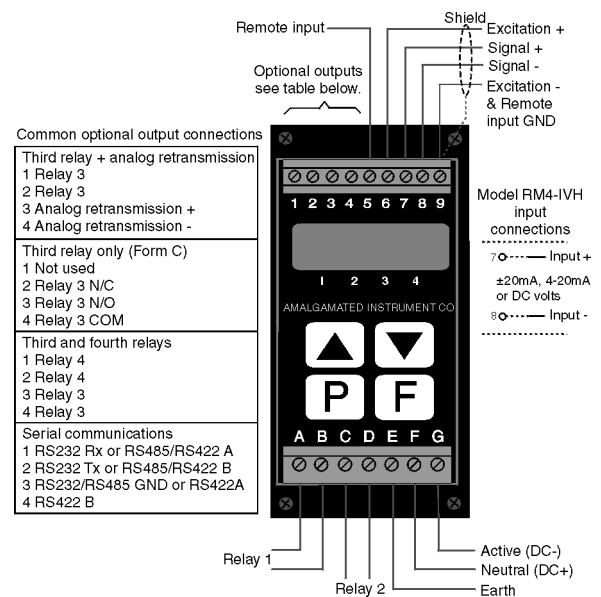 Shield
Remote input
Excitation +
Signal +
Signal -
Excitation -
& Remote
input GND
Optional outputs
see table below.
Common optional output connections
Third relay + analog retransmission
1 Relay 3
2 Relay 3
3 Analog retransmission +
4 Analog retransmission -
Third relay only (Form C)
1 Not used
2 Relay 3 N/C
3 Relay 3 N/O
4 Relay 3 COM
Third and fourth relays
1 Relay 4
2 Relay 4
3 Relay 3
4 Relay 3
Serial communications
1 RS232 Rx or RS485/RS422 A
2 RS232 Tx or RS485/RS422 B
3 RS232/RS485 GND or RS422A
4 RS422 B
1 2 3 4 5 6 7 8 9
1 2 3 4
AMALGAMATED INSTRUMENT CO
P F
A B C D E F G
Model RM4-IVH
input
connections
7 Input +
±20mA, 4-20mA
or DC volts
8 Input -
Relay 1
Relay 2
Active (DC-)
Neutral (DC+)
Earth